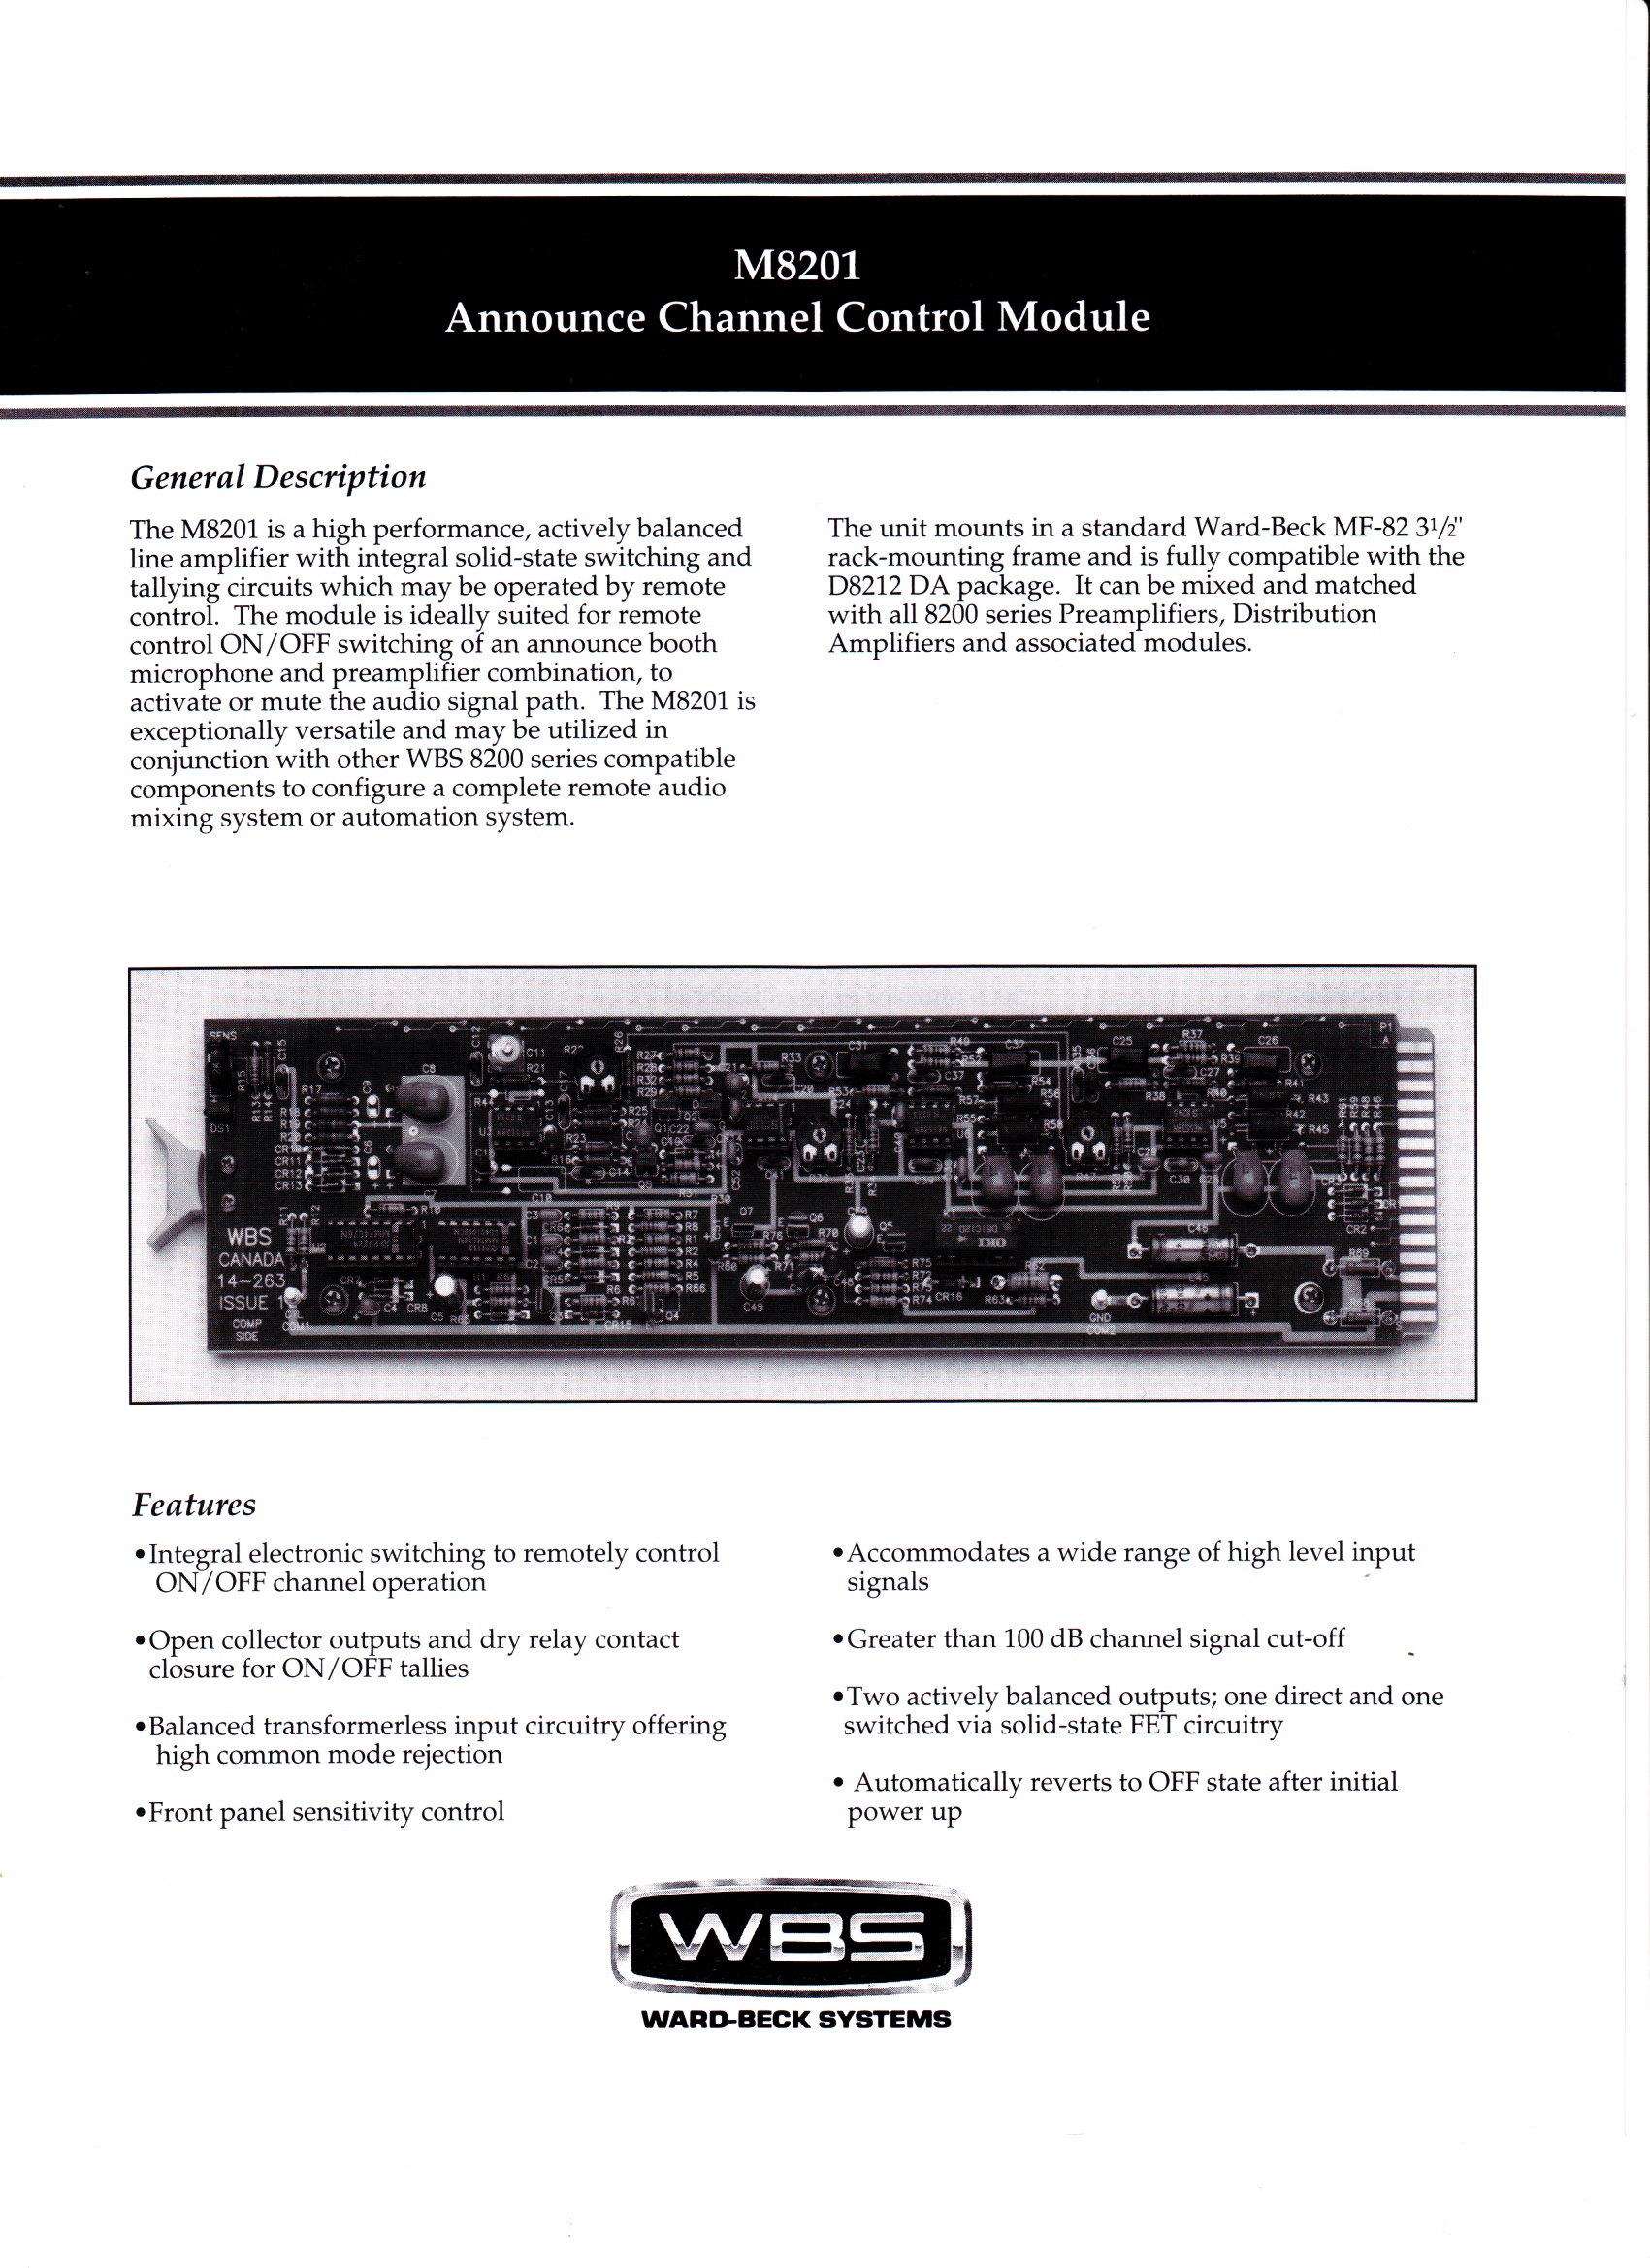 M8201
Announce Channel Control Module
General Description
The M8201 is a high performance, actively balanced
line amplifier with integral solid-state switching and
tallying circuits which may be operated by remote
control. The module is ideally suited for remote
control ON/OFF switching of an announce booth
microphone and preamplifier combination, to
activate or mute the audio signal path. The M8201 is
exceptionally versatile and may be utilized in
conjunction with other WBS 8200 series compatible
components to configure a complete remote audio
mixing system or automation system.
The unit mounts in a standard Ward-Beck MF-82 3 1/2"
rack-mounting frame and is fully compatible with the
D8212 DA package. It can be mixed and matched
with all 8200 series Preamplifiers, Distribution
Amplifiers and associated modules.
SENS
DS1
WBS
CANADA
14-263
ISSUE 1
COMP
SIDE
GND
COM2
P1
A
Features
•Integral electronic switching to remotely control
ON/OFF channel operation
•Open collector outputs and dry relay contact
closure for ON/OFF tallies
•Balanced transformerless input circuitry offering
high common mode rejection
•Front panel sensitivity control
•Accommodates a wide range of high level input
signals
•Greater than 100 dB channel signal cut-off
•Two actively balanced outputs; one direct and one
switched via solid-state FET circuitry
• Automatically reverts to OFF state after initial
power up
WBS
WARD-BECK SYSTEMS